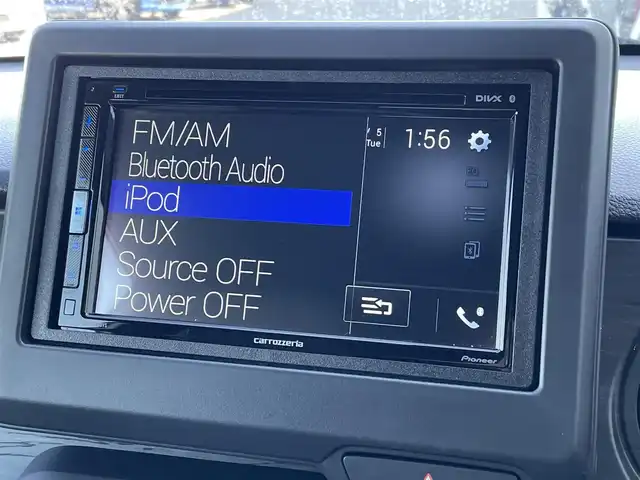 DIVX
FM/AM
Bluetooth Audio
iPod
AUX
Source OFF
Power OFF
5
Tue
1:56
carrozzeria
Pioneer